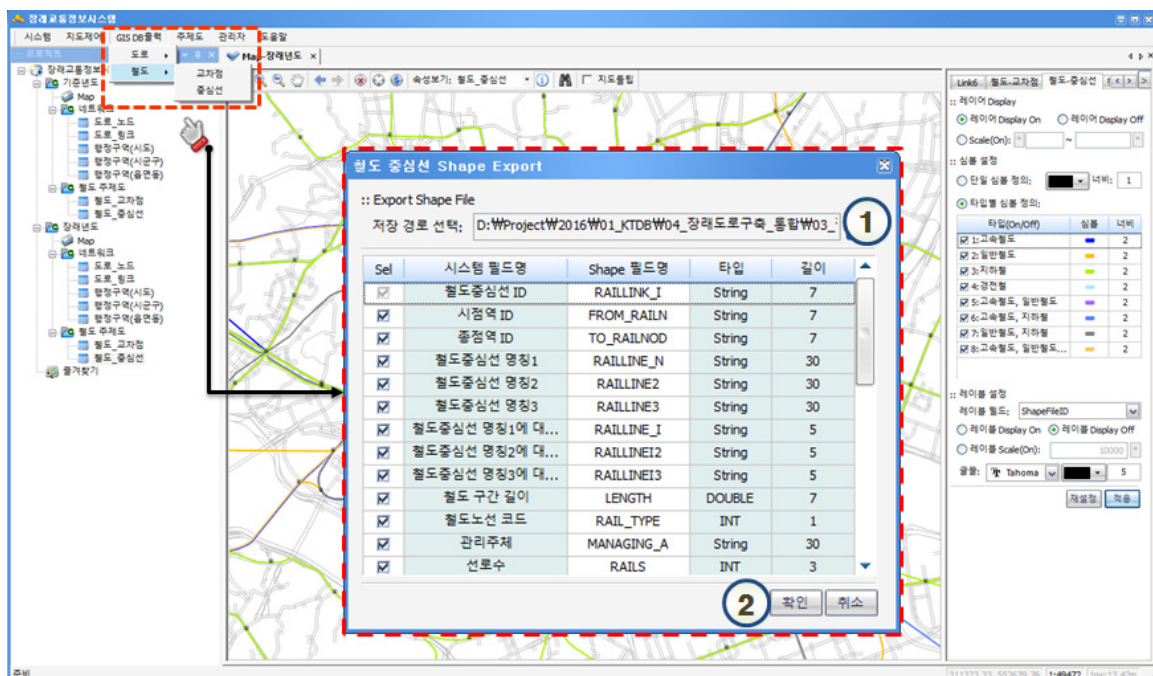 장래교통정보시스템
시스템 지도제어 GIS DB출력 주제도 관리자 도움말
프로젝트
도로
철도
교차점
중심선
Map-장래년도
속성보기: 철도_중심선
지도툴팁
장래교통정보시
기준년도
Map
네트워크
도로_노드
도로_링크
행정구역(시도)
행정구역(시군구)
행정구역(읍면동)
철도 주제도
철도_교차점
철도_중심선
장래년도
Map
네트워크
도로_노드
도로_링크
행정구역(시도)
행정구역(시군구)
행정구역(읍면동)
철도 주제도
철도_교차점
철도_중심선
즐겨찾기
철도 중심선 Shape Export
:: Export Shape File
저장 경로 선택: D:₩Project₩2016₩01_KTDB₩04_장래도로구축_통합₩03_
1
Sel 시스템 필드명 Shape 필드명 타입 길이
철도중심선 ID RAILLINK_I String 7
시점역 ID FROM_RAILN String 7
종점역 ID TO_RAILNOD String 7
철도중심선 명칭1 RAILLINE_N String 30
철도중심선 명칭2 RAILLINE2 String 30
철도중심선 명칭3 RAILLINE3 String 30
철도중심선 명칭1에 대... RAILLINE_I String 5
철도중심선 명칭2에 대... RAILLINEI2 String 5
철도중심선 명칭3에 대... RAILLINEI3 String 5
철도 구간 길이 LENGTH DOUBLE 7
철도노선 코드 RAIL_TYPE INT 1
관리주체 MANAGING_A String 30
선로수 RAILS INT 3
2
확인 취소
Link6 철도-교차점 철도-중심선
:: 레이어 Display
레이어 Display On 레이어 Display Off
Scale(On): ~
:: 심볼 설정
단일 심볼 정의: 너비: 1
타입별 심볼 정의:
타입(On/Off) 심볼 너비
1:고속철도 2
2:일반철도 2
3:지하철 2
4:경전철 2
5:고속철도, 일반철도 2
6:고속철도, 지하철 2
7:일반철도, 지하철 2
8:고속철도, 일반철도... 2
:: 레이블 설정
레이블 필드: ShapeFileID
레이블 Display On 레이블 Display Off
레이블 Scale(On): 10000
글꼴: Tahoma 5
재설정 적용
준비
1:49472